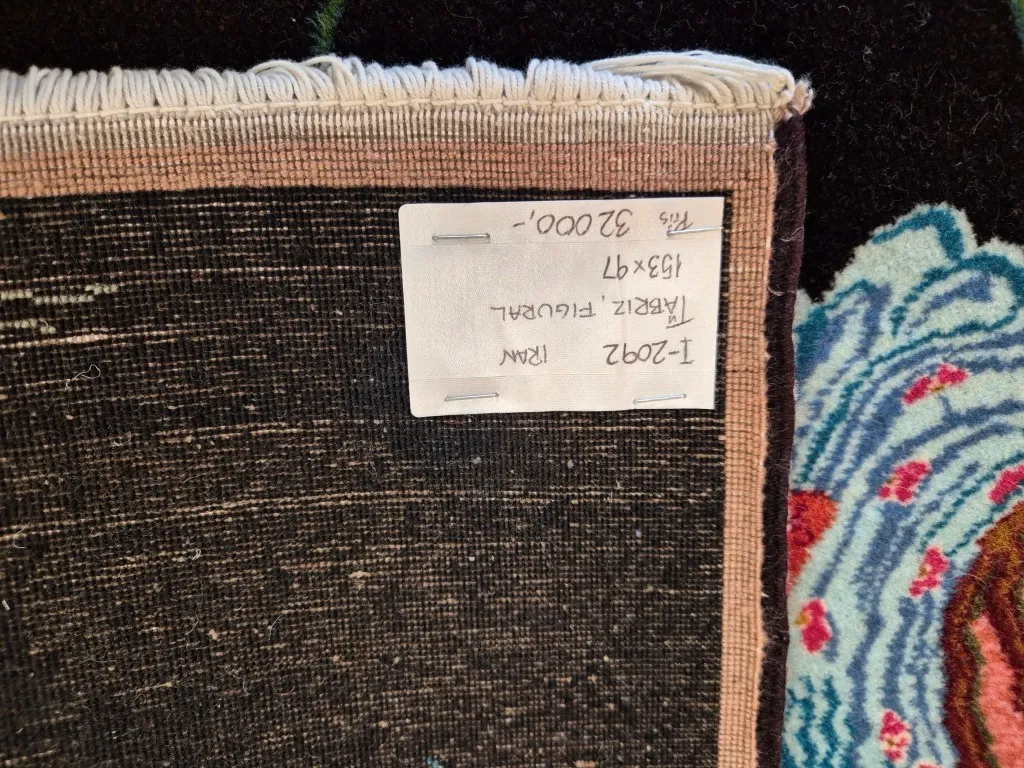 I-2092 IRAN
TÄBRIZ, FIGURAL
153x97
Pris 32000,-